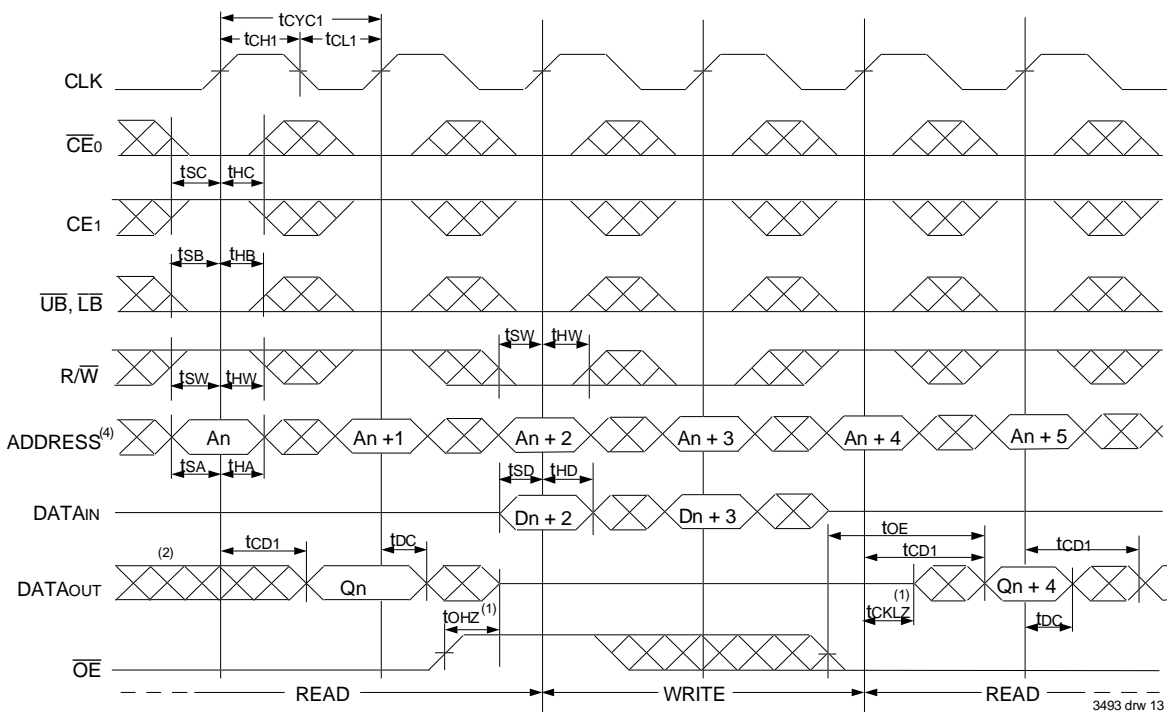 tCYC1
tCH1 tCL1
CLK
CE0
tSC tHC
CE1
tSB tHB
UB, LB
tSW tHW
R/W
tSW tHW
ADDRESS(4) An An + 1 An + 2 An + 3 An + 4 An + 5
tSA tHA
tSD tHD
DATAIN Dn + 2 Dn + 3
tOE
(2) tCD1 tDC tCD1 tCD1
DATAOUT Qn Qn + 4
tOHZ(1) tCKLZ(1) tDC
OE
READ WRITE READ
3493 drw 13